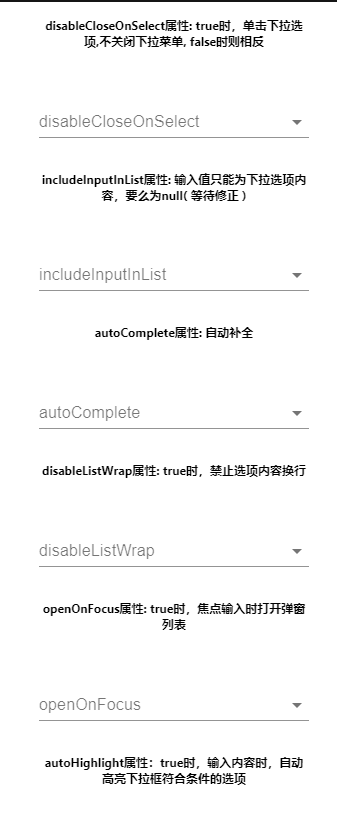 disableCloseOnSelect属性: true时，单击下拉选
项,不关闭下拉菜单, false时则相反
disableCloseOnSelect
includeInputInList属性: 输入值只能为下拉选项内
容，要么为null( 等待修正 )
includeInputInList
autoComplete属性: 自动补全
autoComplete
disableListWrap属性: true时，禁止选项内容换行
disableListWrap
openOnFocus属性: true时，焦点输入时打开弹窗
列表
openOnFocus
autoHighlight属性：true时，输入内容时，自动
高亮下拉框符合条件的选项